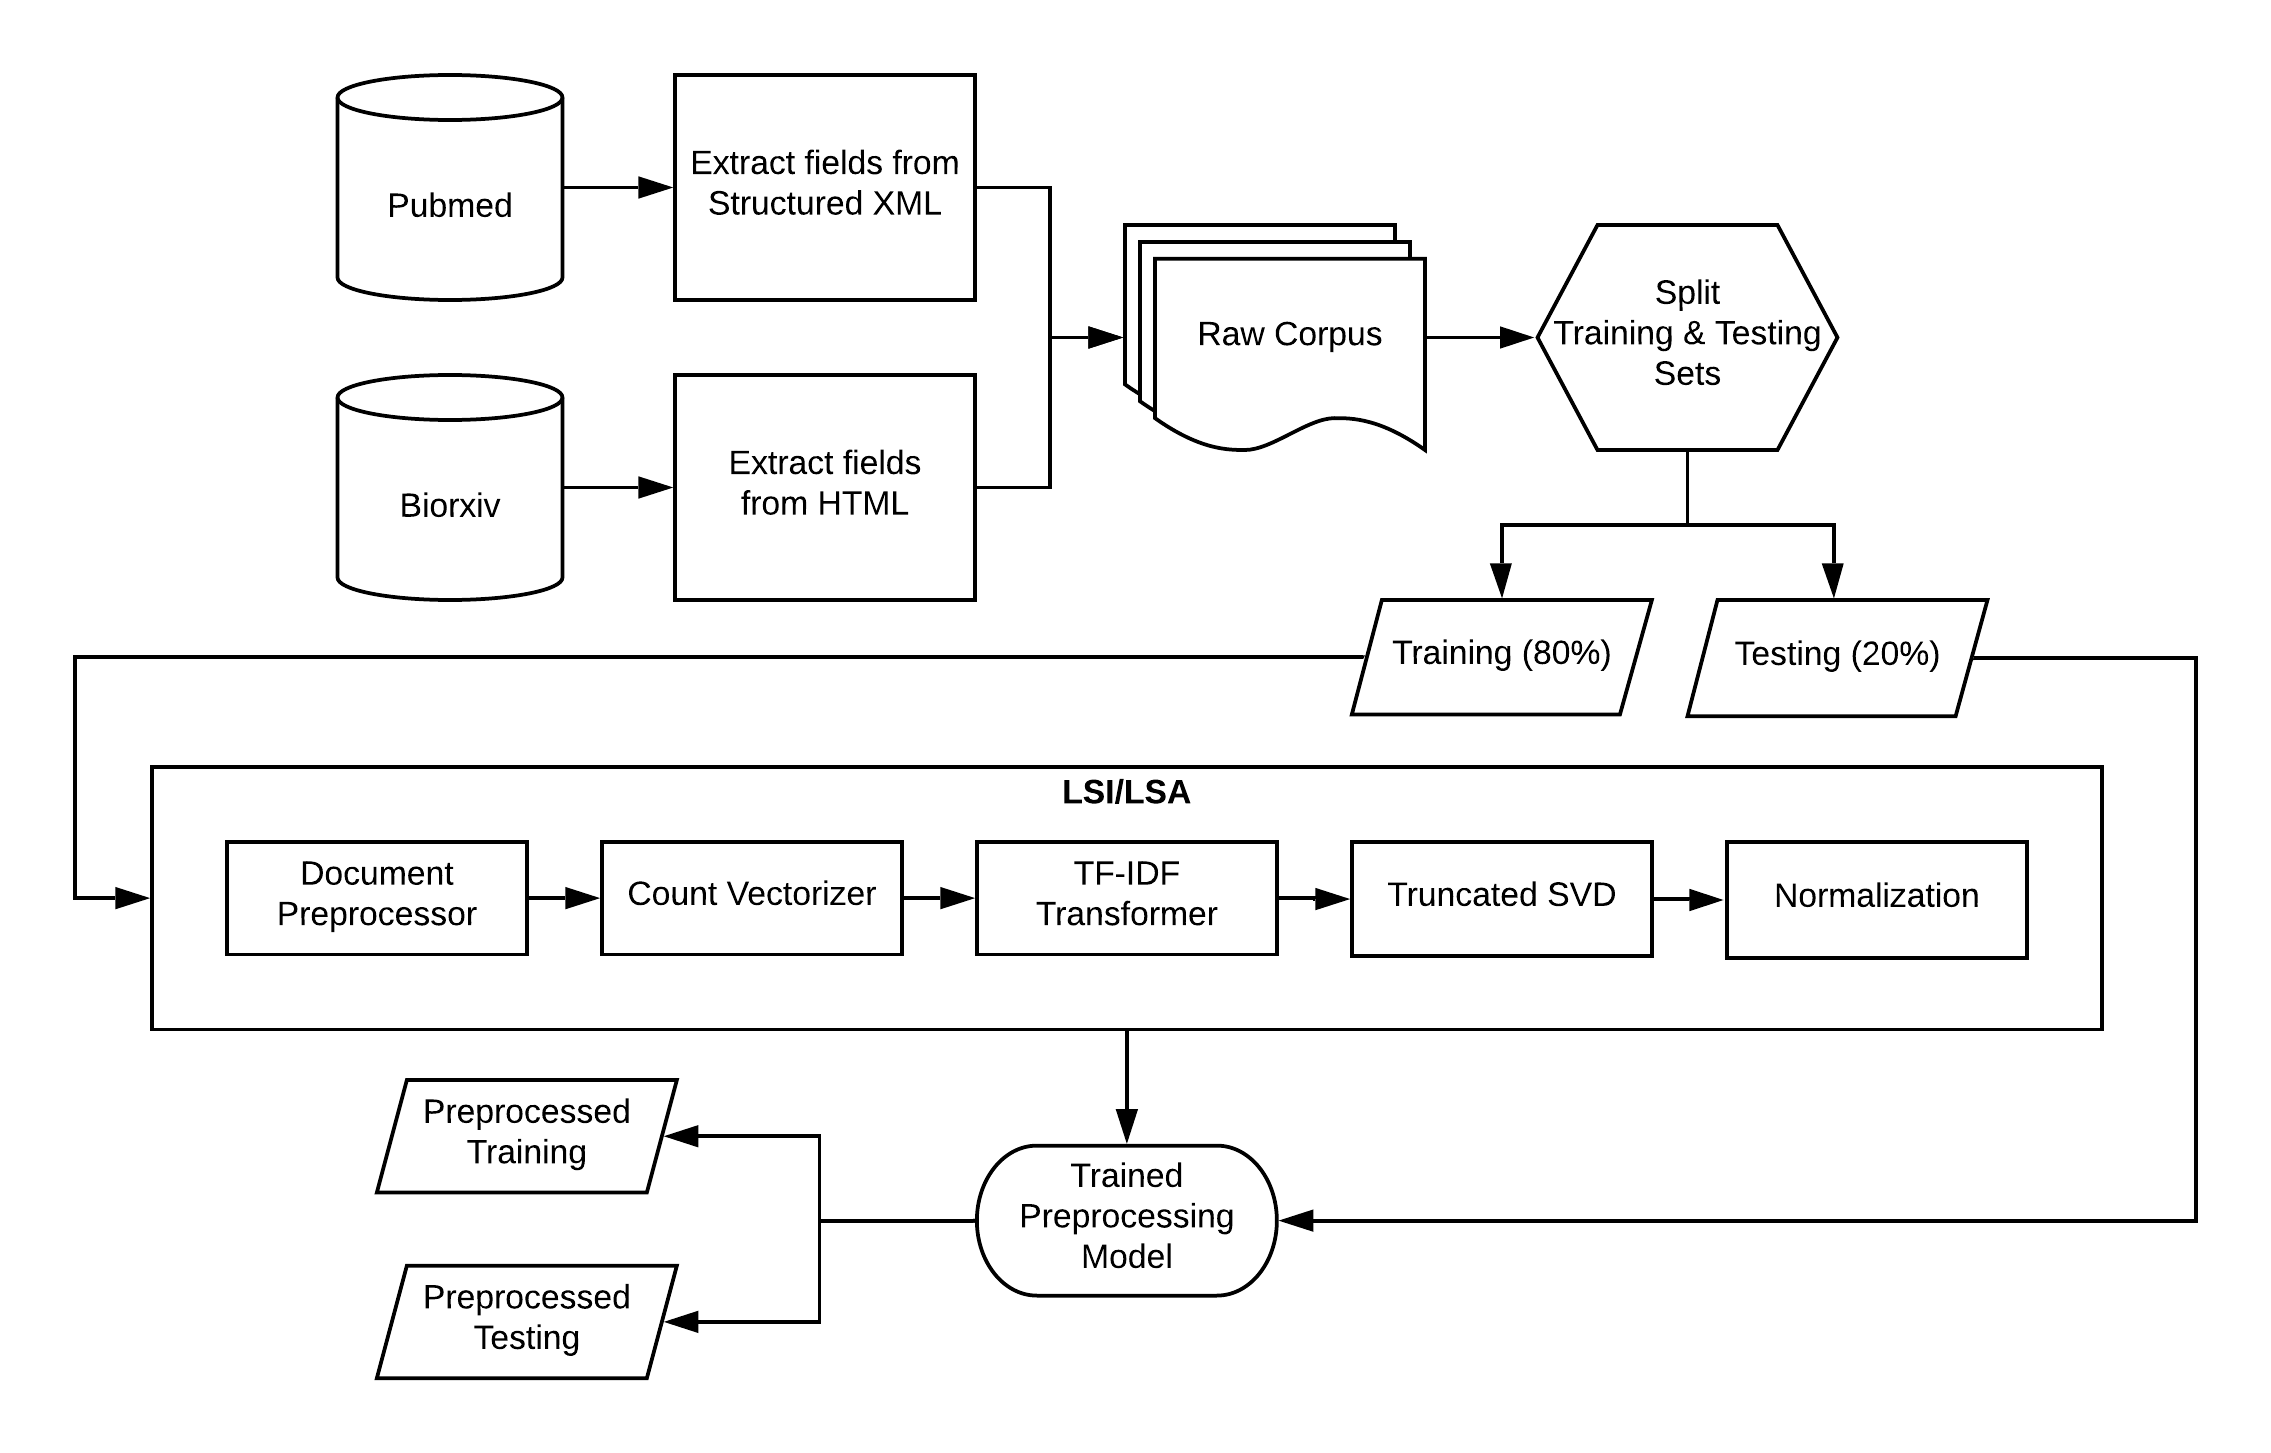 Pubmed
Extract fields from
Structured XML
Biorxiv
Extract fields
from HTML
Raw Corpus
Split
Training & Testing
Sets
Training (80%)
Testing (20%)
LSI/LSA
Document
Preprocessor
Count Vectorizer
TF-IDF
Transformer
Truncated SVD
Normalization
Trained
Preprocessing
Model
Preprocessed
Training
Preprocessed
Testing